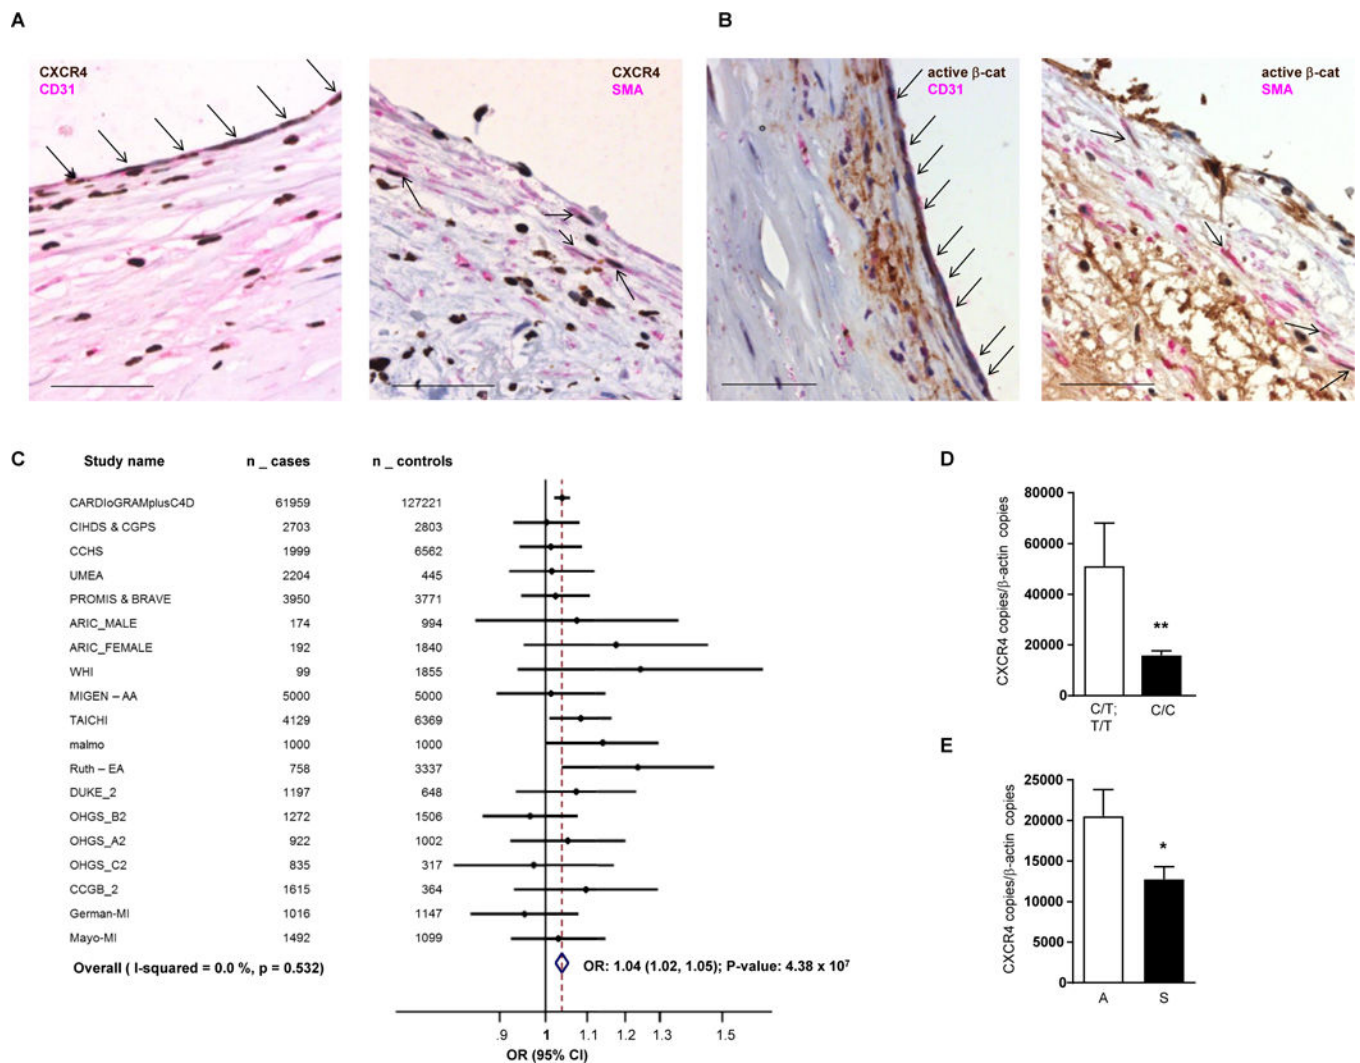 A
B
CXCR4
CD31
CXCR4
SMA
active β-cat
CD31
active β-cat
SMA
C
Study name n _ cases n _ controls
CARDIoGRAMplusC4D 61959 127221
CIHDS & CGPS 2703 2803
CCHS 1999 6562
UMEA 2204 445
PROMIS & BRAVE 3950 3771
ARIC_MALE 174 994
ARIC_FEMALE 192 1840
WHI 99 1855
MIGEN – AA 5000 5000
TAICHI 4129 6369
malmo 1000 1000
Ruth – EA 758 3337
DUKE_2 1197 648
OHGS_B2 1272 1506
OHGS_A2 922 1002
OHGS_C2 835 317
CCGB_2 1615 364
German-MI 1016 1147
Mayo-MI 1492 1099
Overall ( I-squared = 0.0 %, p = 0.532) OR: 1.04 (1.02, 1.05); P-value: 4.38 x 10⁷
.9 1 1.1 1.2 1.3 1.5
OR (95% CI)
D
CXCR4 copies/β-actin copies
80000
60000
40000
20000
0
**
C/T; C/C
T/T
E
CXCR4 copies/β-actin copies
25000
20000
15000
10000
5000
0
*
A S